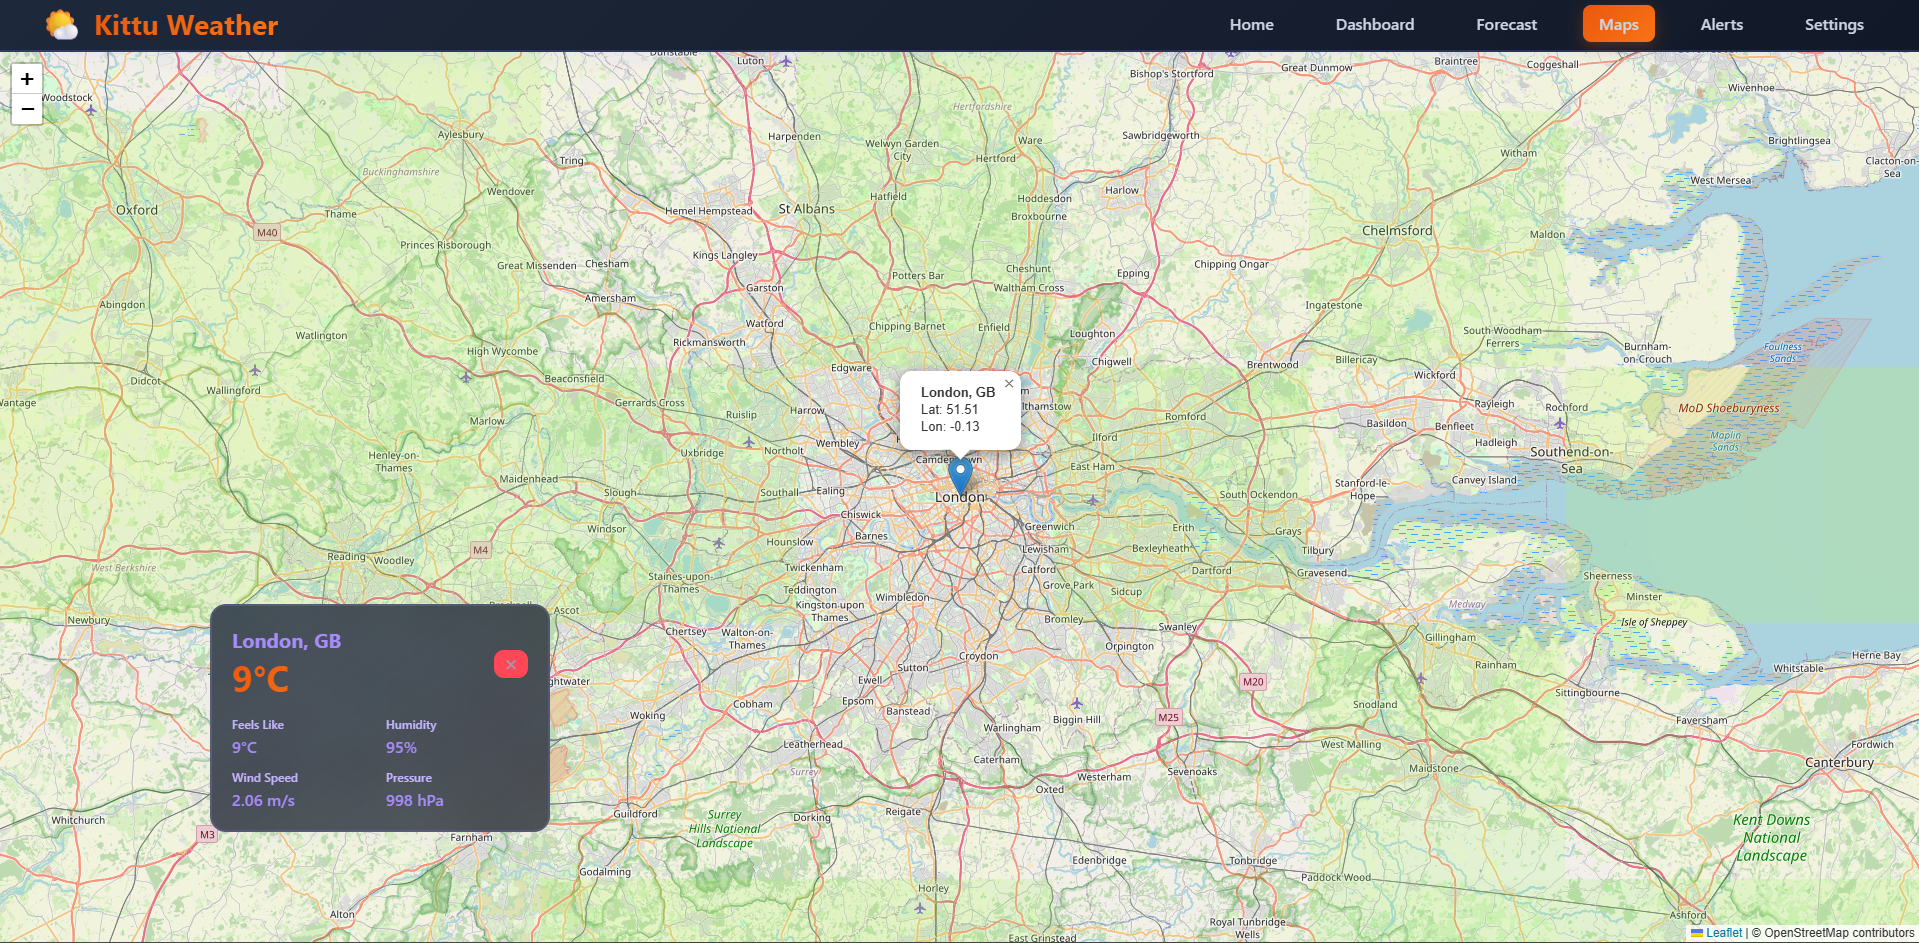 Kittu Weather
Home
Dashboard
Forecast
Maps
Alerts
Settings
+
−
Luton
Bishop's Stortford
Great Dunmow
Braintree
Coggeshall
Woodstock
Wivenhoe
Hertfordshire
Aylesbury
Harpenden
Welwyn Garden
City
Ware
Sawbridgeworth
Brightlingsea
Tring
Hertford
Witham
Clacton-on-
Sea
Buckinghamshire
Wendover
Hatfield
Hoddesdon
Harlow
West Mersea
Oxford
Thame
Hemel Hempstead
St Albans
Broxbourne
M40
Princes Risborough
Kings Langley
Chelmsford
Maldon
Great Missenden
Chesham
Potters Bar
Cheshunt
Epping
Chipping Ongar
Amersham
Garston
Waltham Cross
Abingdon
Ingatestone
Watlington
Watford
Chipping Barnet
Enfield
Loughton
South Woodham
Ferrers
High Wycombe
Rickmansworth
Chigwell
Burnham-
on-Crouch
Foulness
Sands
Didcot
Wallingford
Beaconsfield
Edgware
Brentwood
Billericay
Wickford
London, GB
Lat: 51.51
Lon: -0.13
×
Wantage
Gerrards Cross
Ruislip
Harrow
lthamstow
Romford
Rayleigh
Rochford
MoD Shoeburyness
Marlow
Basildon
Benfleet
Maplin
Sands
Henley-on-
Thames
Uxbridge
Northolt
Wembley
Ilford
Hadleigh
Southend-on-
Sea
Camden Town
East Ham
Maidenhead
Slough
Southall
Ealing
London
South Ockendon
Stanford-le-
Hope
Canvey Island
Windsor
Chiswick
Barnes
Greenwich
Erith
Grays
M4
Reading
Woodley
Hounslow
Lewisham
Bexleyheath
Tilbury
West Berkshire
Staines-upon-
Thames
Twickenham
Teddington
Catford
Grove Park
Dartford
Gravesend
Sheerness
Bracknell
Ascot
Kingston upon
Thames
Wimbledon
Sidcup
Medway
Minster
Newbury
Chertsey
Walton-on-
Thames
Bromley
Swanley
Gillingham
Isle of Sheppey
London, GB
9°C
×
Feels Like
9°C
Humidity
95%
Wind Speed
2.06 m/s
Pressure
998 hPa
ghtwater
Sutton
Croydon
Orpington
Rainham
Whitstable
Herne Bay
Ewell
M20
Sittingbourne
Woking
Cobham
Epsom
Banstead
Biggin Hill
M25
Snodland
Faversham
Leatherhead
Warlingham
West Malling
Fordwich
Surrey
Caterham
Westerham
Sevenoaks
Maidstone
Canterbury
Oxted
Whitchurch
M3
Farnham
Guildford
Surrey
Hills National
Landscape
Dorking
Reigate
Kent Downs
National
Landscape
Godalming
Edenbridge
Tonbridge
Paddock Wood
Horley
Alton
Royal Tunbridge
Wells
Ashford
East Grinstead
Leaflet | © OpenStreetMap contributors